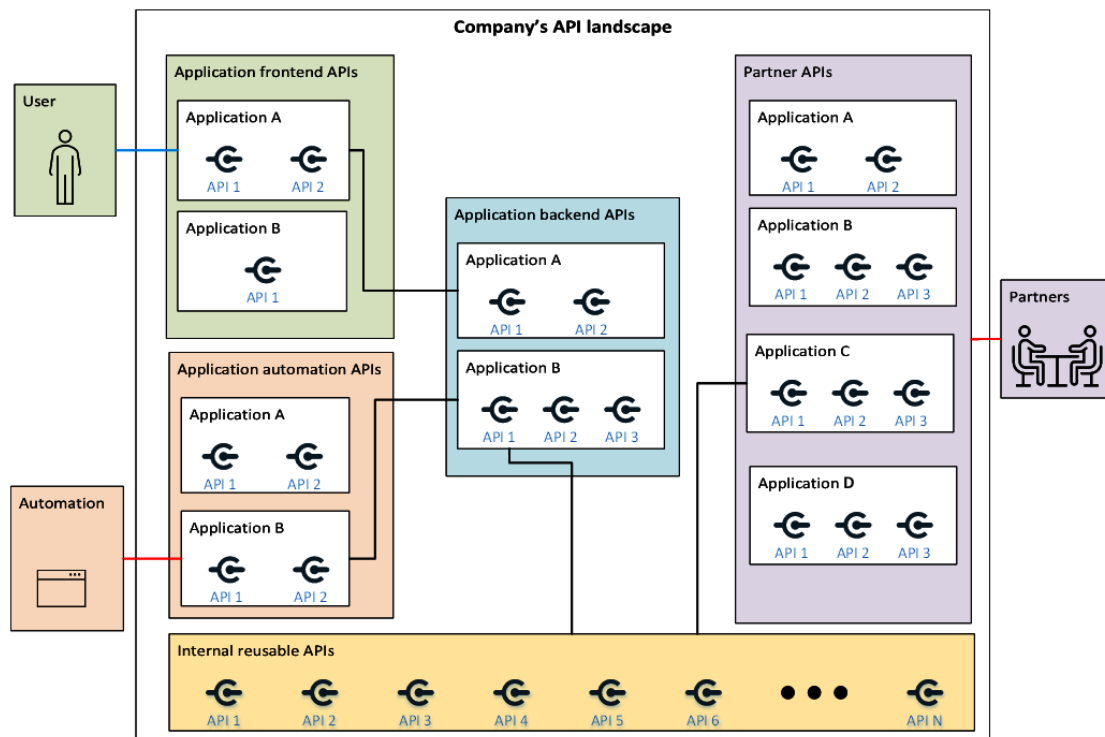 Company's API landscape
User
Application frontend APIs
Application A
API 1
API 2
Application B
API 1
Application automation APIs
Application A
API 1
API 2
Application B
API 1
API 2
Automation
Application backend APIs
Application A
API 1
API 2
Application B
API 1
API 2
API 3
Partner APIs
Application A
API 1
API 2
Application B
API 1
API 2
API 3
Application C
API 1
API 2
API 3
Application D
API 1
API 2
API 3
Partners
Internal reusable APIs
API 1
API 2
API 3
API 4
API 5
API 6
API N